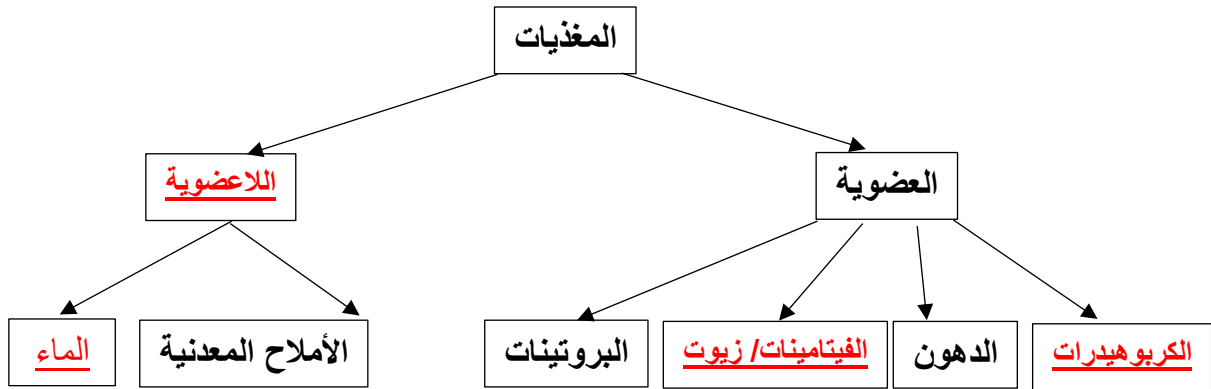 المغذيات
العضوية
اللاعضوية
الكربوهيدرات
الدهون
الفيتامينات/ زيوت
البروتينات
الأملاح المعدنية
الماء